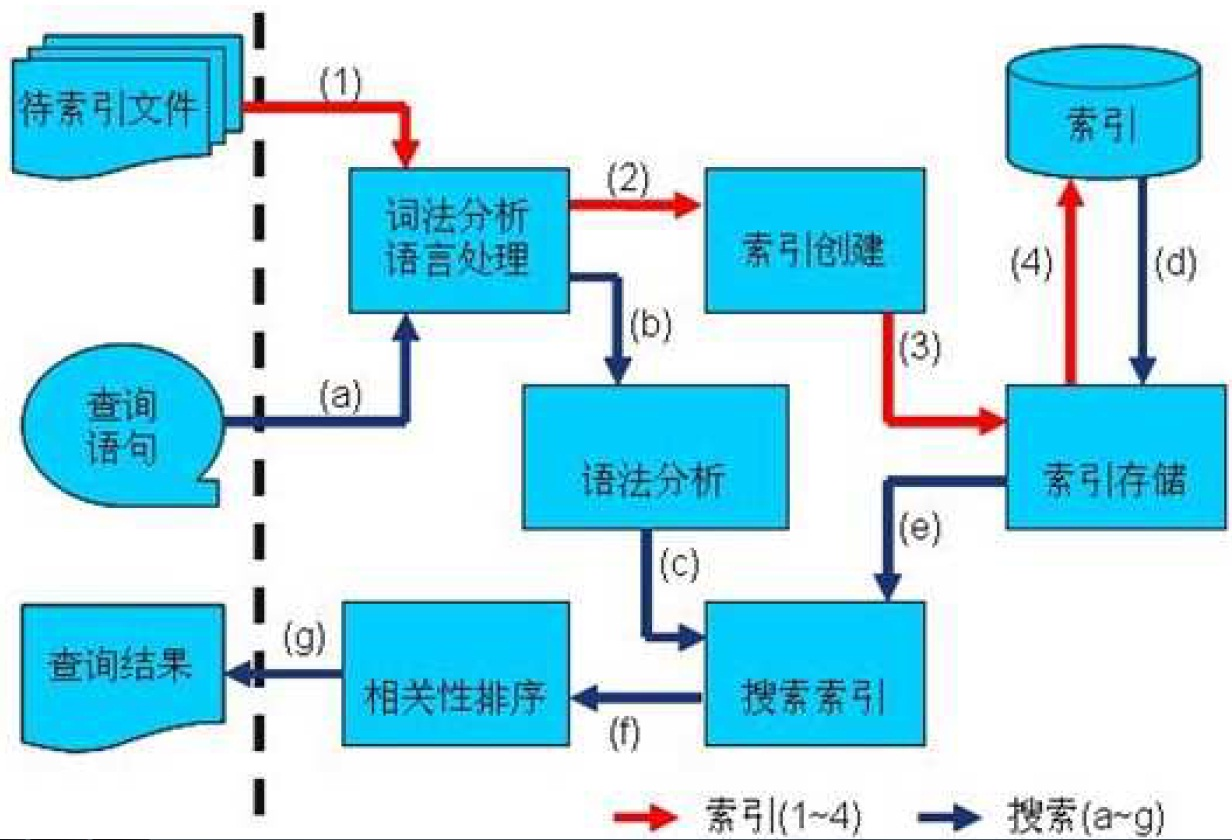 待索引文件
(1)
词法分析
语言处理
(2)
索引创建
索引
(4)
(d)
(b)
(3)
查询
语句
(a)
语法分析
索引存储
(e)
(c)
查询结果
(g)
相关性排序
(f)
搜索索引
索引(1~4)
搜索(a~g)